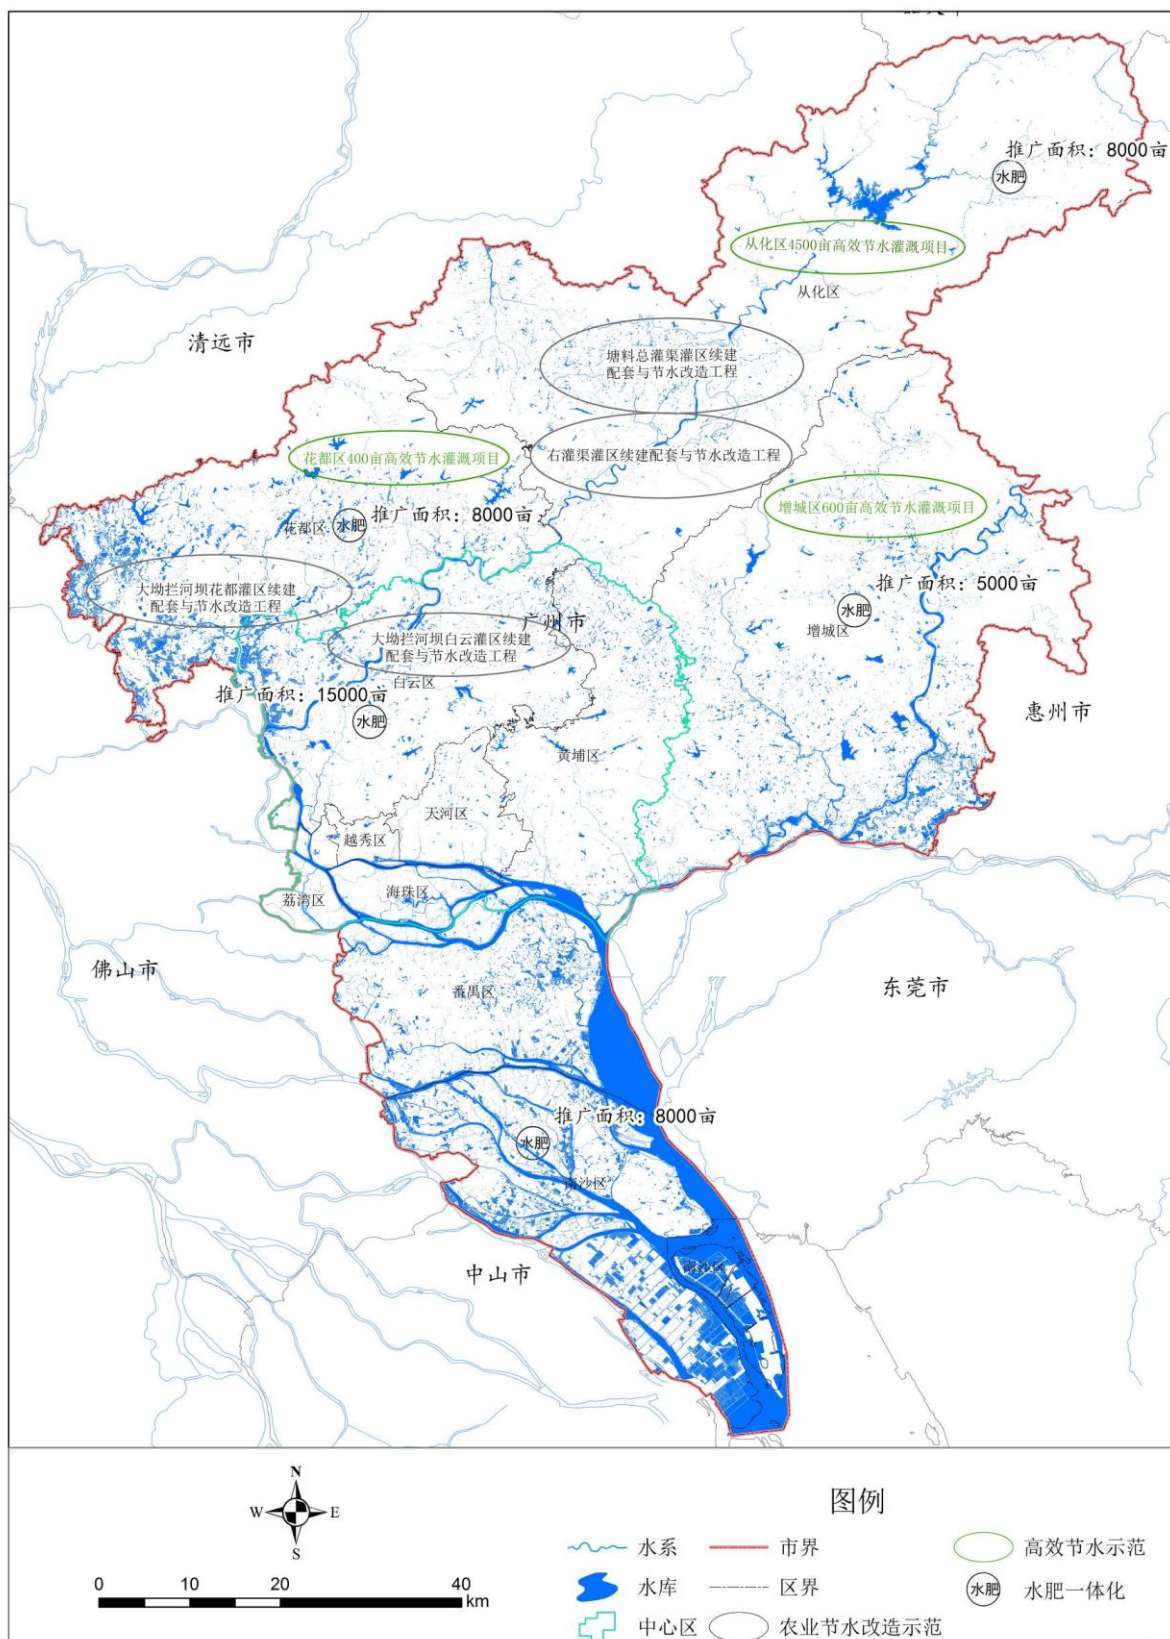 推广面积：8000亩
水肥
从化区4500亩高效节水灌溉项目
从化区
清远市
塘料总灌渠灌区续建
配套与节水改造工程
花都区400亩高效节水灌溉项目
右灌渠灌区续建配套与节水改造工程
增城区600亩高效节水灌溉项目
花都区
水肥
推广面积：8000亩
大坳拦河坝花都灌区续建
配套与节水改造工程
推广面积：5000亩
水肥
增城区
广州市
大坳拦河坝白云灌区续建
配套与节水改造工程
白云区
推广面积：15000亩
水肥
惠州市
黄埔区
天河区
越秀区
海珠区
荔湾区
佛山市
番禺区
东莞市
推广面积：8000亩
水肥
南沙区
中山市
南沙区
N
W
E
S
图例
水系
市界
高效节水示范
水库
区界
水肥
水肥一体化
中心区
农业节水改造示范
0
10
20
40
km